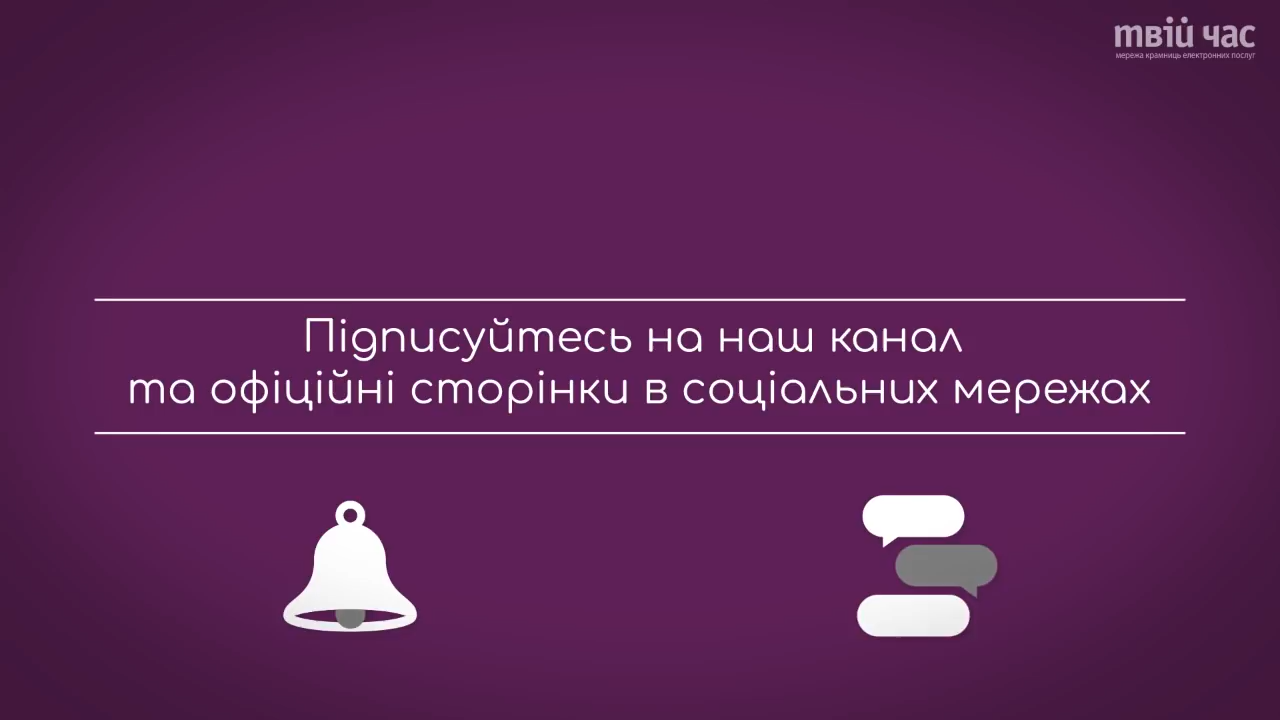 твій час
мережа крамниць електронних послуг
Підписуйтесь на наш канал
та офіційні сторінки в соціальних мережах